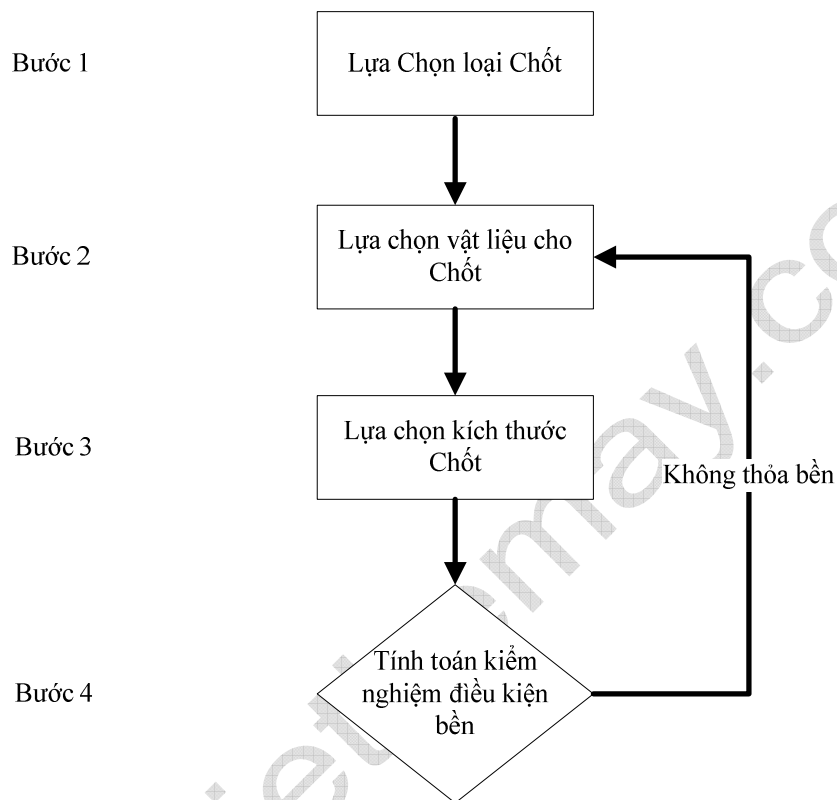 Bước 1
Lựa Chọn loại Chốt
Bước 2
Lựa chọn vật liệu cho
Chốt
Bước 3
Lựa chọn kích thước
Chốt
Không thỏa bền
Bước 4
Tính toán kiểm
nghiệm điều kiện
bền